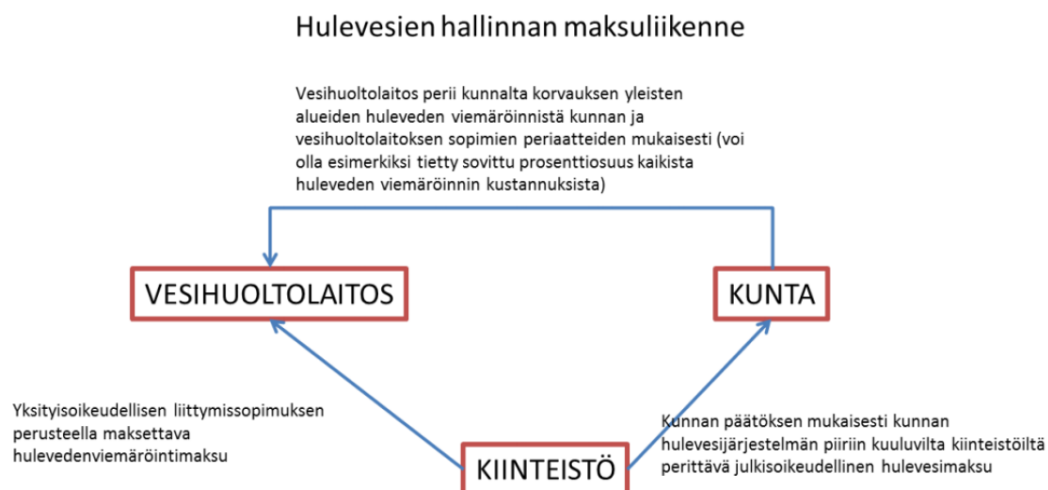 Hulevesien hallinnan maksuliikenne
Vesihuoltolaitos perii kunnalta korvauksen yleisten
alueiden huleveden viemäröinnistä kunnan ja
vesihuoltolaitoksen sopimien periaatteiden mukaisesti (voi
olla esimerkiksi tietty sovittu prosenttiosuus kaikista
huleveden viemäröinnin kustannuksista)
VESIHUOLTOLAITOS
KUNTA
Yksityisoikeudellisen liittymissopimuksen
perusteella maksettava
hulevedenviemäröintimaksu
Kunnan päätöksen mukaisesti kunnan
hulevesijärjestelmän piiriin kuuluvilta kiinteistöiltä
perittävä julkisoikeudellinen hulevesimaksu
KIINTEISTÖ